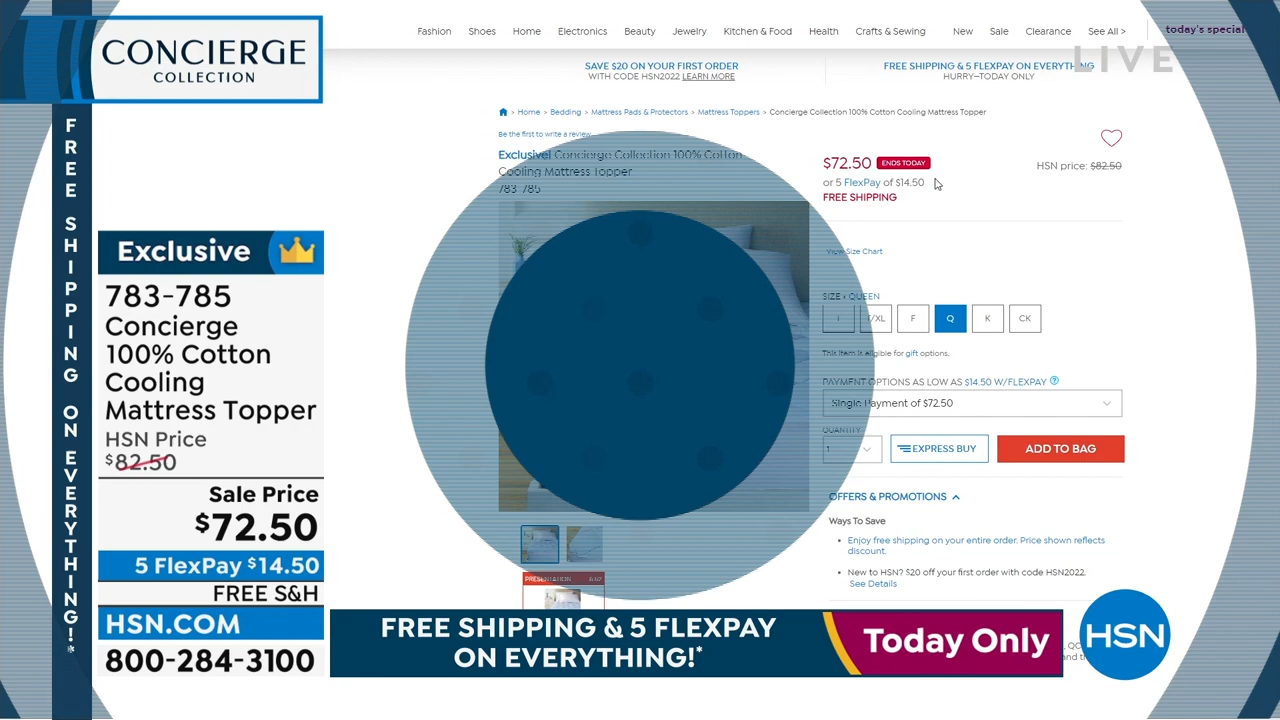 CONCIERGE
COLLECTION
FREE SHIPPING ON EVERYTHING!*
Exclusive
783-785
Concierge
100% Cotton
Cooling
Mattress Topper
HSN Price
$82.50
Sale Price
$72.50
5 FlexPay $14.50
FREE S&H
HSN.COM
800-284-3100
Fashion Shoes Home Electronics Beauty Jewelry Kitchen & Food Health Crafts & Sewing New Sale Clearance See All > today's special
LIVE
SAVE $20 ON YOUR FIRST ORDER
WITH CODE HSN2022 LEARN MORE
FREE SHIPPING & 5 FLEXPAY ON EVERYTHING
HURRY—TODAY ONLY
> Home > Bedding > Mattress Pads & Protectors > Mattress Toppers > Concierge Collection 100% Cotton Cooling Mattress Topper
Be the first to write a review
Exclusive! Concierge Collection 100% Cotton
Cooling Mattress Topper
783-785
$72.50 ENDS TODAY
HSN price: $82.50
or 5 FlexPay of $14.50
FREE SHIPPING
View Size Chart
SIZE: QUEEN
T/XL F Q K CK
This item is eligible for gift options.
PAYMENT OPTIONS AS LOW AS $14.50 W/FLEXPAY ?
Single Payment of $72.50
QUANTITY
1
EXPRESS BUY
ADD TO BAG
OFFERS & PROMOTIONS
Ways To Save
• Enjoy free shipping on your entire order. Price shown reflects
discount.
• New to HSN? $20 off your first order with code HSN2022.
See Details
PRESENTATION
FREE SHIPPING & 5 FLEXPAY
ON EVERYTHING!*
Today Only
HSN